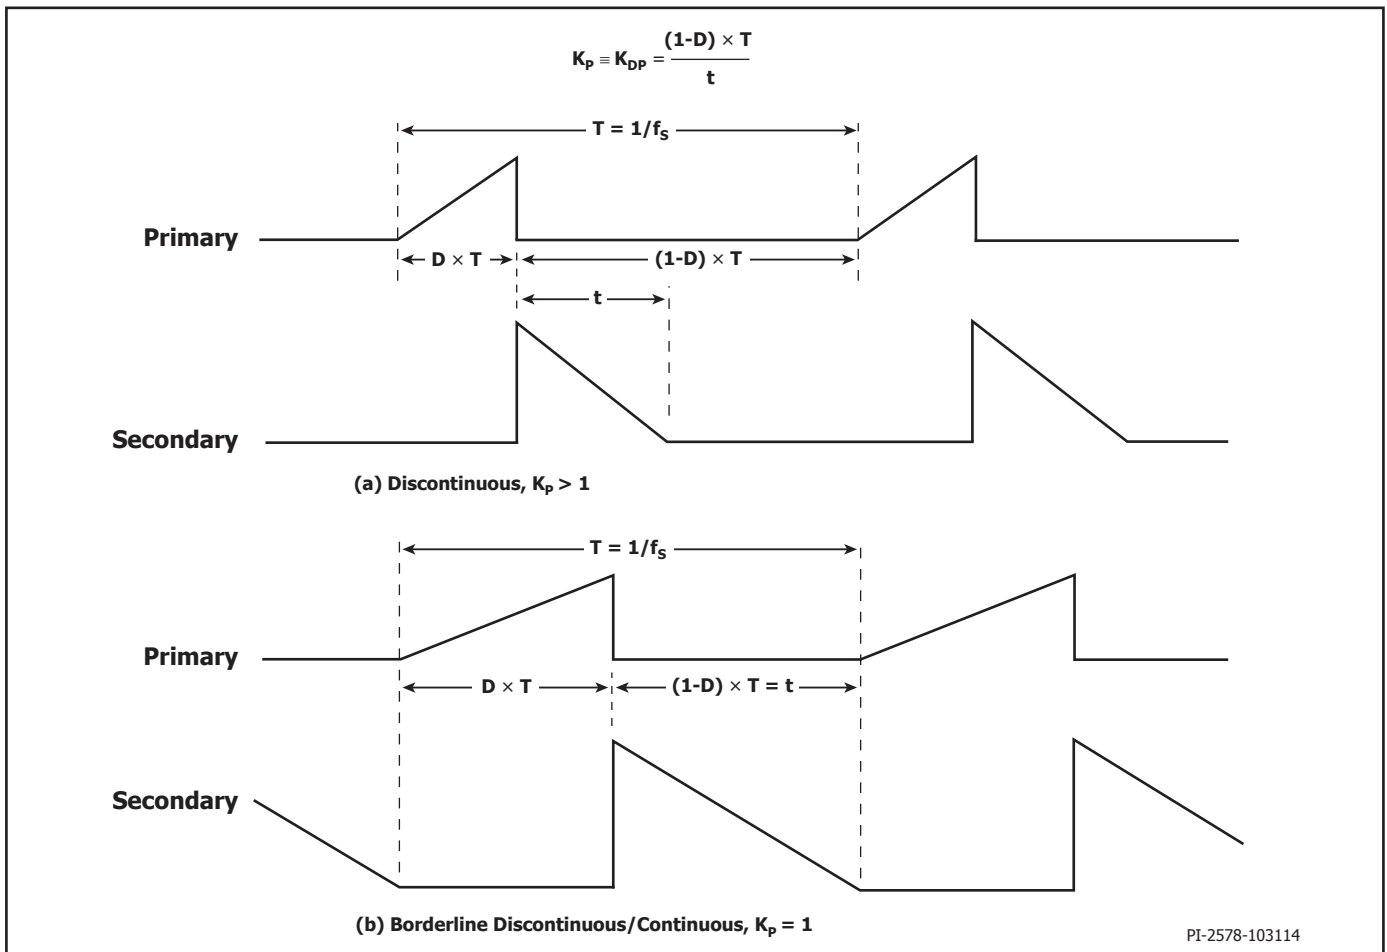 K_P ≡ K_DP = (1-D) × T / t
T = 1/f_S
Primary
D × T
(1-D) × T
t
Secondary
(a) Discontinuous, K_P > 1
T = 1/f_S
Primary
D × T
(1-D) × T = t
Secondary
(b) Borderline Discontinuous/Continuous, K_P = 1
PI-2578-103114